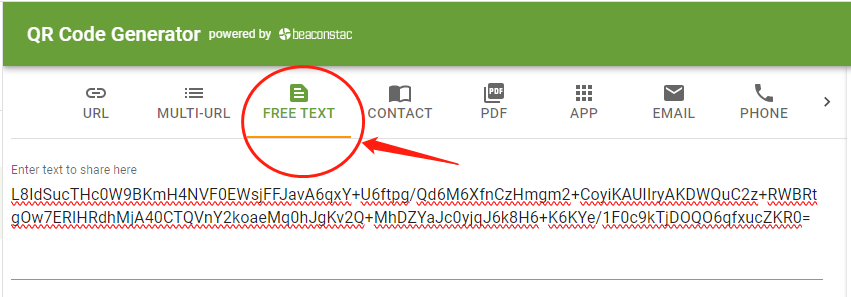 QR Code Generator powered by beaconstac
URL MULTI-URL FREE TEXT CONTACT PDF APP EMAIL PHONE
Enter text to share here
L8IdSucTHc0W9BKmH4NVF0EWsjFFJavA6qxY+U6ftpg/Qd6M6XfnCzHmgm2+CoyiKAUlIryAKDWQuC2z+RWBRt
gOw7ERIHRdhMjA40CTQVnY2koaeMq0hJgKv2Q+MhDZYaJc0yjqJ6k8H6+K6KYe/1F0c9kTjDOQO6qfxucZKR0=